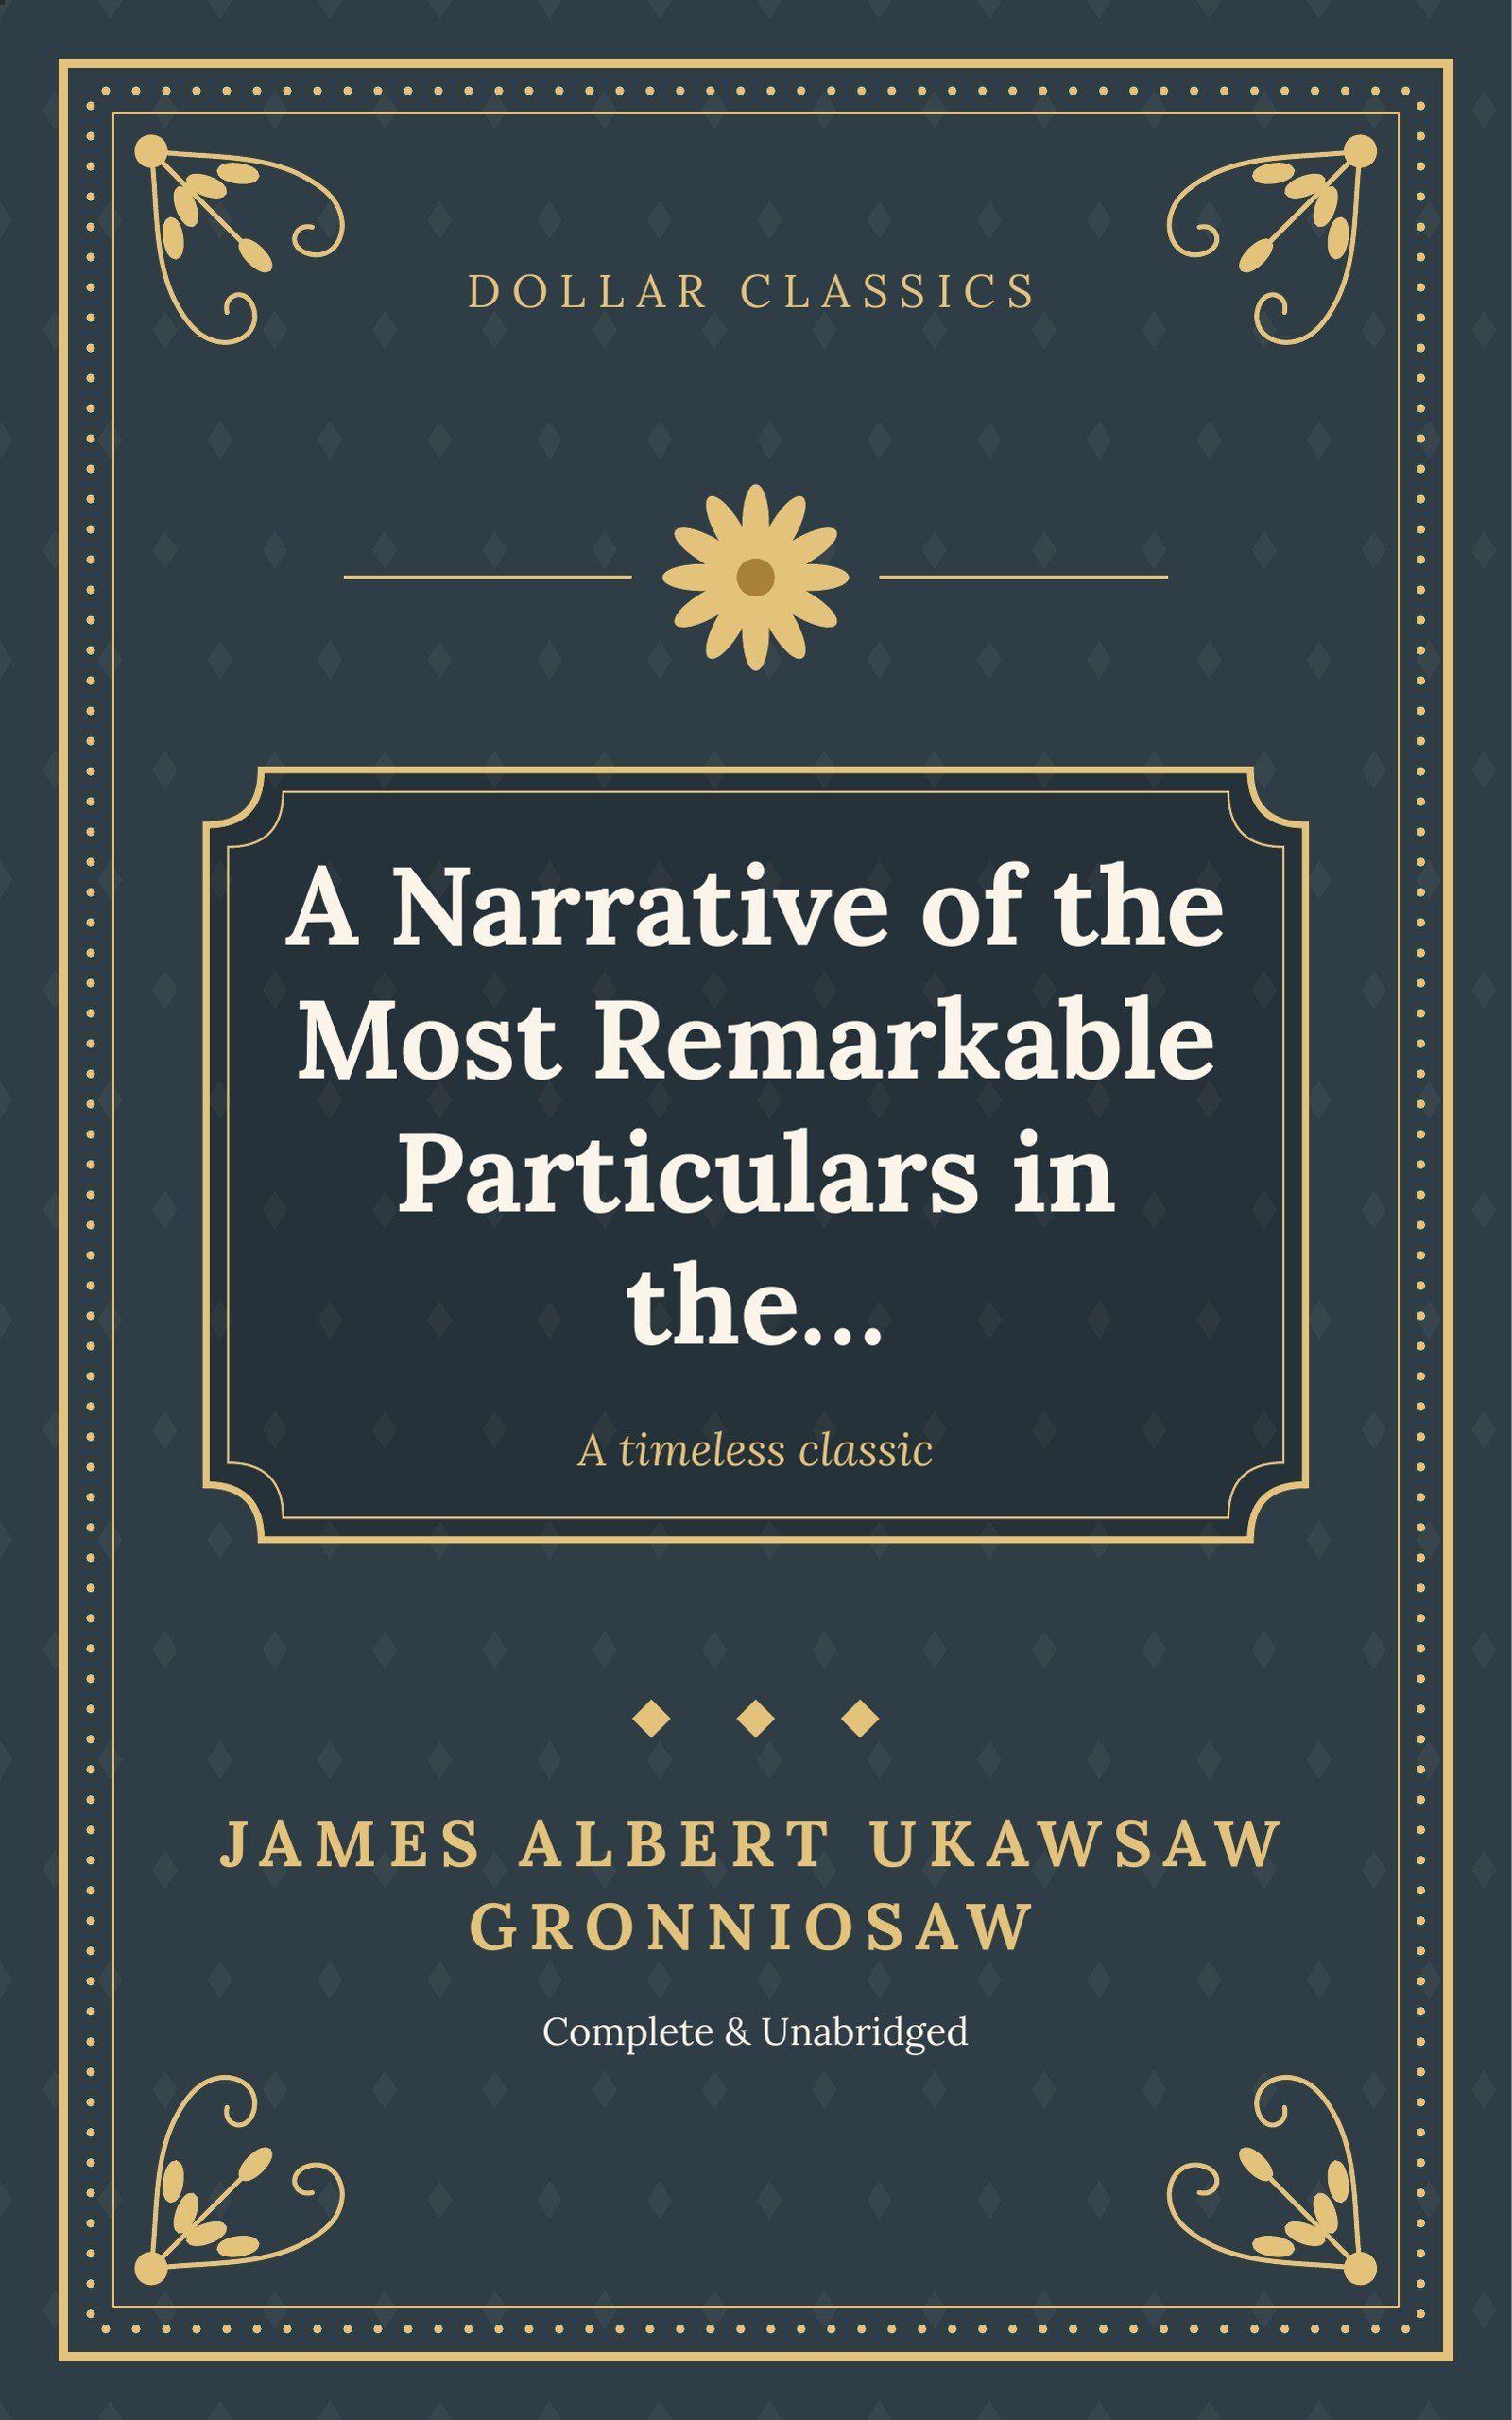 DOLLAR CLASSICS
A Narrative of the
Most Remarkable
Particulars in
the...
A timeless classic
JAMES ALBERT UKAWSAW
GRONNIOSAW
Complete & Unabridged